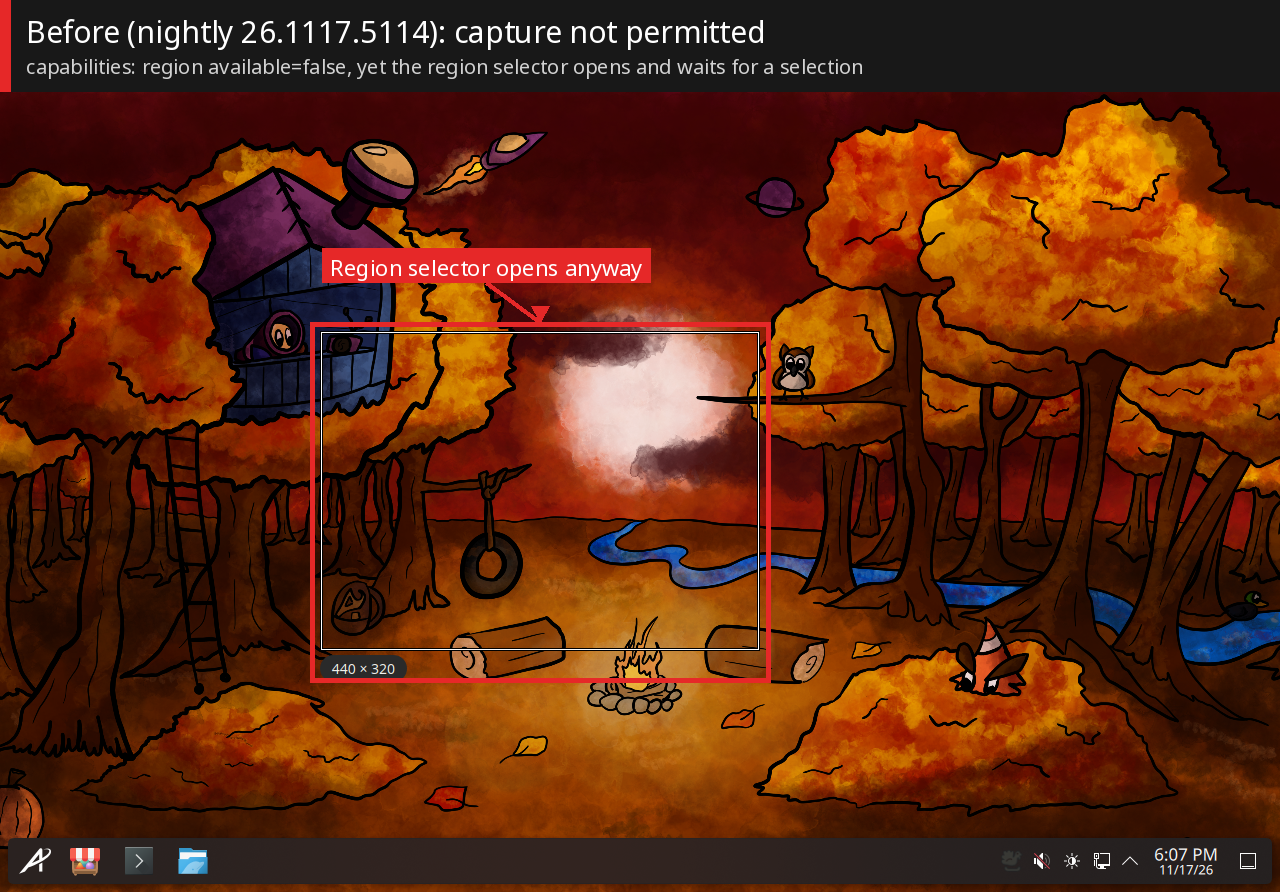 Before (nightly 26.1117.5114): capture not permitted
capabilities: region available=false, yet the region selector opens and waits for a selection
Region selector opens anyway
440 × 320
6:07 PM
11/17/26